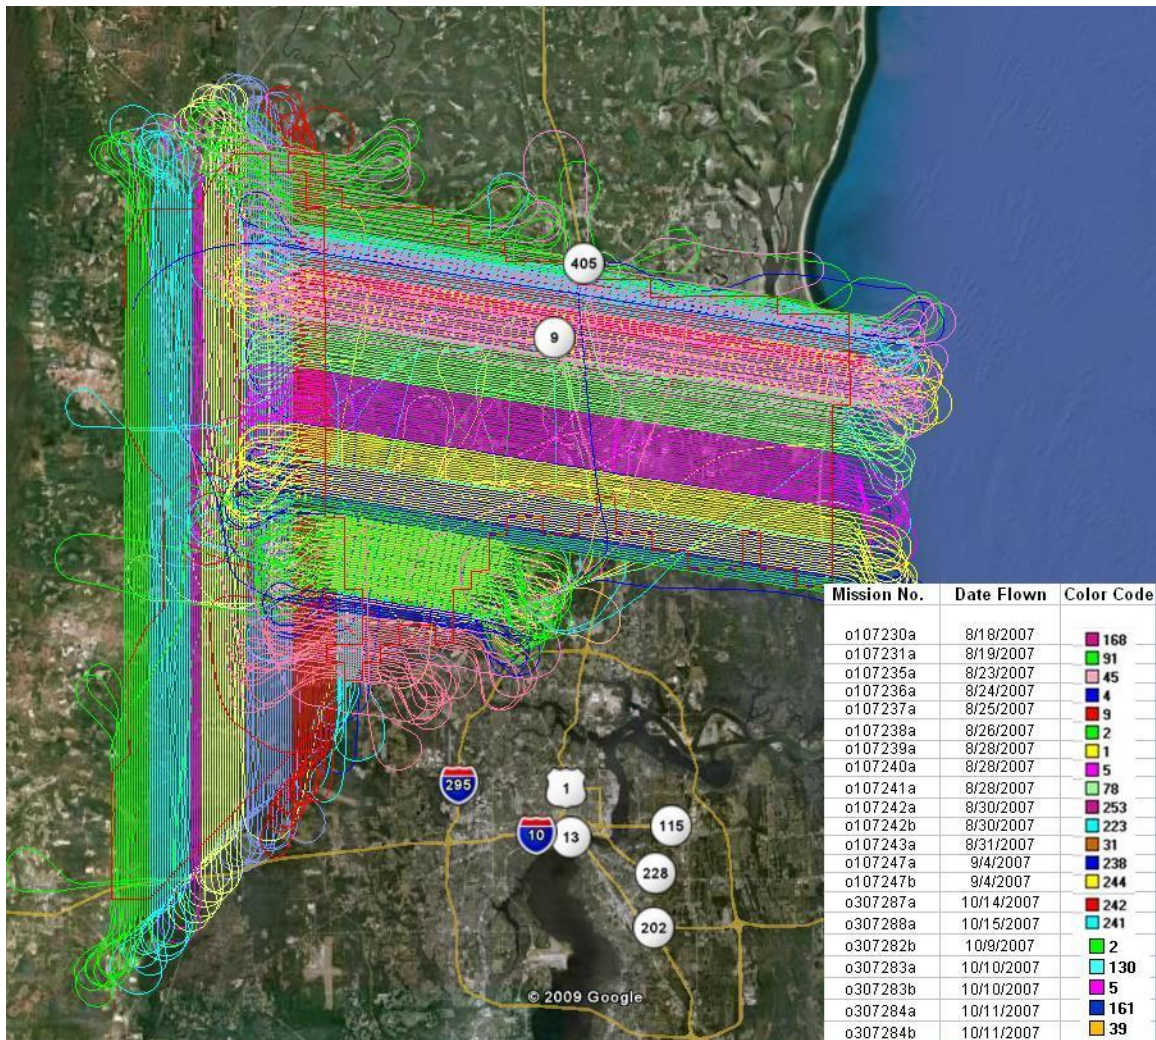 405
9
295
1
10
13
115
228
202
© 2009 Google
Mission No. Date Flown Color Code
o107230a 8/18/2007 168
o107231a 8/19/2007 91
o107235a 8/23/2007 45
o107236a 8/24/2007 4
o107237a 8/25/2007 9
o107238a 8/26/2007 2
o107239a 8/28/2007 1
o107240a 8/28/2007 5
o107241a 8/28/2007 78
o107242a 8/30/2007 253
o107242b 8/30/2007 223
o107243a 8/31/2007 31
o107247a 9/4/2007 238
o107247b 9/4/2007 244
o307287a 10/14/2007 242
o307288a 10/15/2007 241
o307282b 10/9/2007 2
o307283a 10/10/2007 130
o307283b 10/10/2007 5
o307284a 10/11/2007 161
o307284b 10/11/2007 39